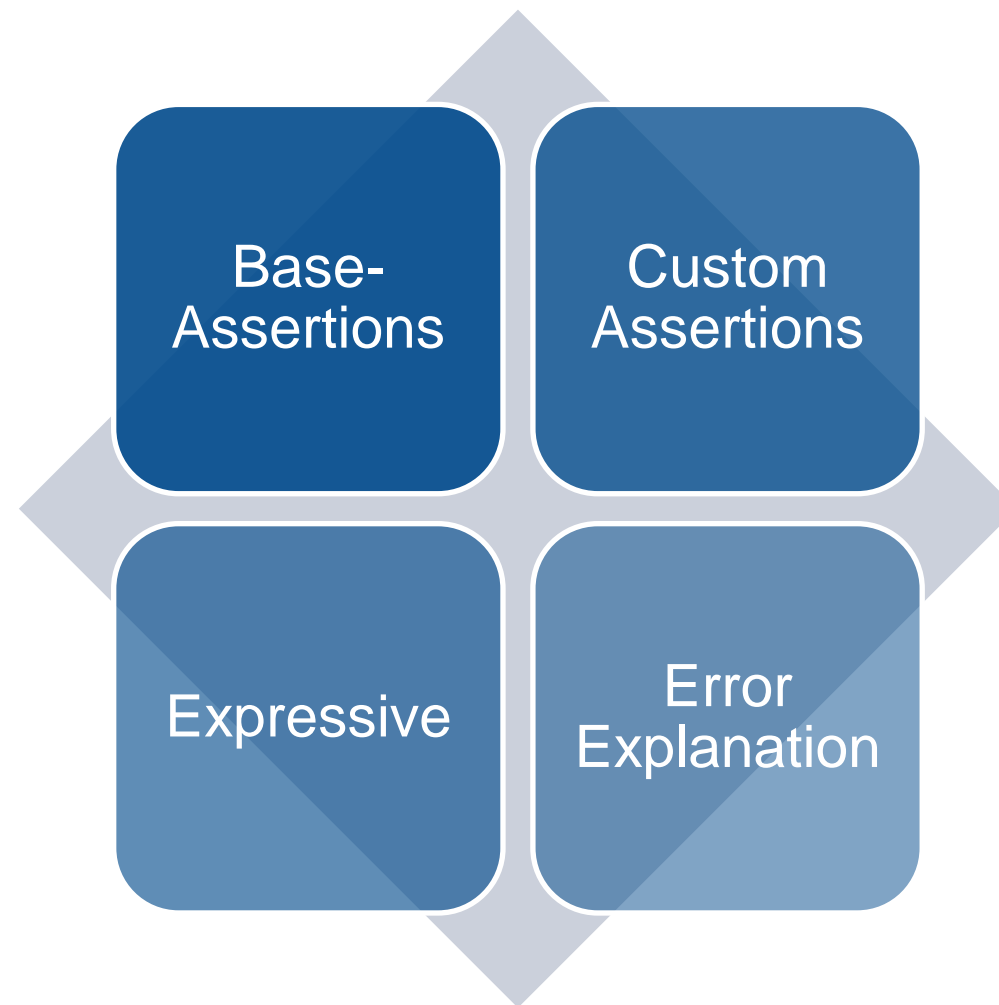 Base-
Assertions
Custom
Assertions
Expressive
Error
Explanation